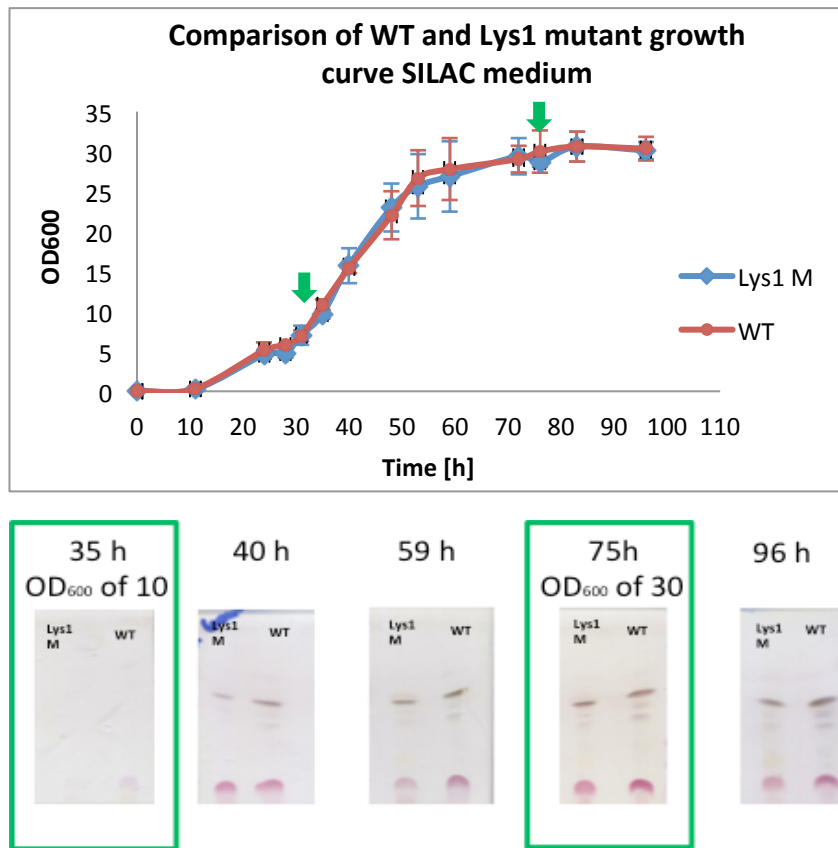 Comparison of WT and Lys1 mutant growth
curve SILAC medium
35
30
25
20
15
10
5
0
OD600
0 10 20 30 40 50 60 70 80 90 100 110
Time [h]
Lys1 M
WT
35 h
OD₆₀₀ of 10
40 h
59 h
75h
OD₆₀₀ of 30
96 h
Lys1
M
WT
Lys1
M
WT
Lys1
M
WT
Lys1
M
WT
Lys1
M
WT